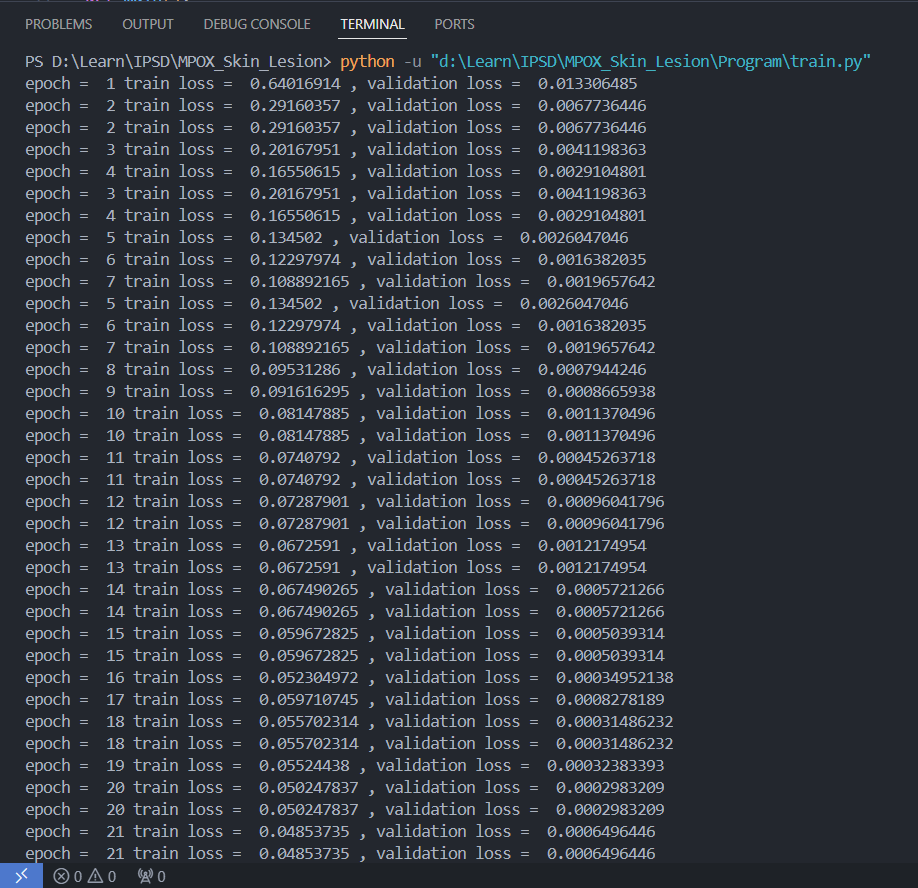 PROBLEMS OUTPUT DEBUG CONSOLE TERMINAL PORTS
PS D:\Learn\IPSD\MPOX_Skin_Lesion> python -u "d:\Learn\IPSD\MPOX_Skin_Lesion\Program\train.py"
epoch =  1 train loss =  0.64016914 , validation loss =  0.013306485
epoch =  2 train loss =  0.29160357 , validation loss =  0.0067736446
epoch =  2 train loss =  0.29160357 , validation loss =  0.0067736446
epoch =  3 train loss =  0.20167951 , validation loss =  0.0041198363
epoch =  4 train loss =  0.16550615 , validation loss =  0.0029104801
epoch =  3 train loss =  0.20167951 , validation loss =  0.0041198363
epoch =  4 train loss =  0.16550615 , validation loss =  0.0029104801
epoch =  5 train loss =  0.134502 , validation loss =  0.0026047046
epoch =  6 train loss =  0.12297974 , validation loss =  0.0016382035
epoch =  7 train loss =  0.108892165 , validation loss =  0.0019657642
epoch =  5 train loss =  0.134502 , validation loss =  0.0026047046
epoch =  6 train loss =  0.12297974 , validation loss =  0.0016382035
epoch =  7 train loss =  0.108892165 , validation loss =  0.0019657642
epoch =  8 train loss =  0.09531286 , validation loss =  0.0007944246
epoch =  9 train loss =  0.091616295 , validation loss =  0.0008665938
epoch =  10 train loss =  0.08147885 , validation loss =  0.0011370496
epoch =  10 train loss =  0.08147885 , validation loss =  0.0011370496
epoch =  11 train loss =  0.0740792 , validation loss =  0.00045263718
epoch =  11 train loss =  0.0740792 , validation loss =  0.00045263718
epoch =  12 train loss =  0.07287901 , validation loss =  0.00096041796
epoch =  12 train loss =  0.07287901 , validation loss =  0.00096041796
epoch =  13 train loss =  0.0672591 , validation loss =  0.0012174954
epoch =  13 train loss =  0.0672591 , validation loss =  0.0012174954
epoch =  14 train loss =  0.067490265 , validation loss =  0.0005721266
epoch =  14 train loss =  0.067490265 , validation loss =  0.0005721266
epoch =  15 train loss =  0.059672825 , validation loss =  0.0005039314
epoch =  15 train loss =  0.059672825 , validation loss =  0.0005039314
epoch =  16 train loss =  0.052304972 , validation loss =  0.00034952138
epoch =  17 train loss =  0.059710745 , validation loss =  0.0008278189
epoch =  18 train loss =  0.055702314 , validation loss =  0.00031486232
epoch =  18 train loss =  0.055702314 , validation loss =  0.00031486232
epoch =  19 train loss =  0.05524438 , validation loss =  0.00032383393
epoch =  20 train loss =  0.050247837 , validation loss =  0.0002983209
epoch =  20 train loss =  0.050247837 , validation loss =  0.0002983209
epoch =  21 train loss =  0.04853735 , validation loss =  0.0006496446
epoch =  21 train loss =  0.04853735 , validation loss =  0.0006496446
0 0 0